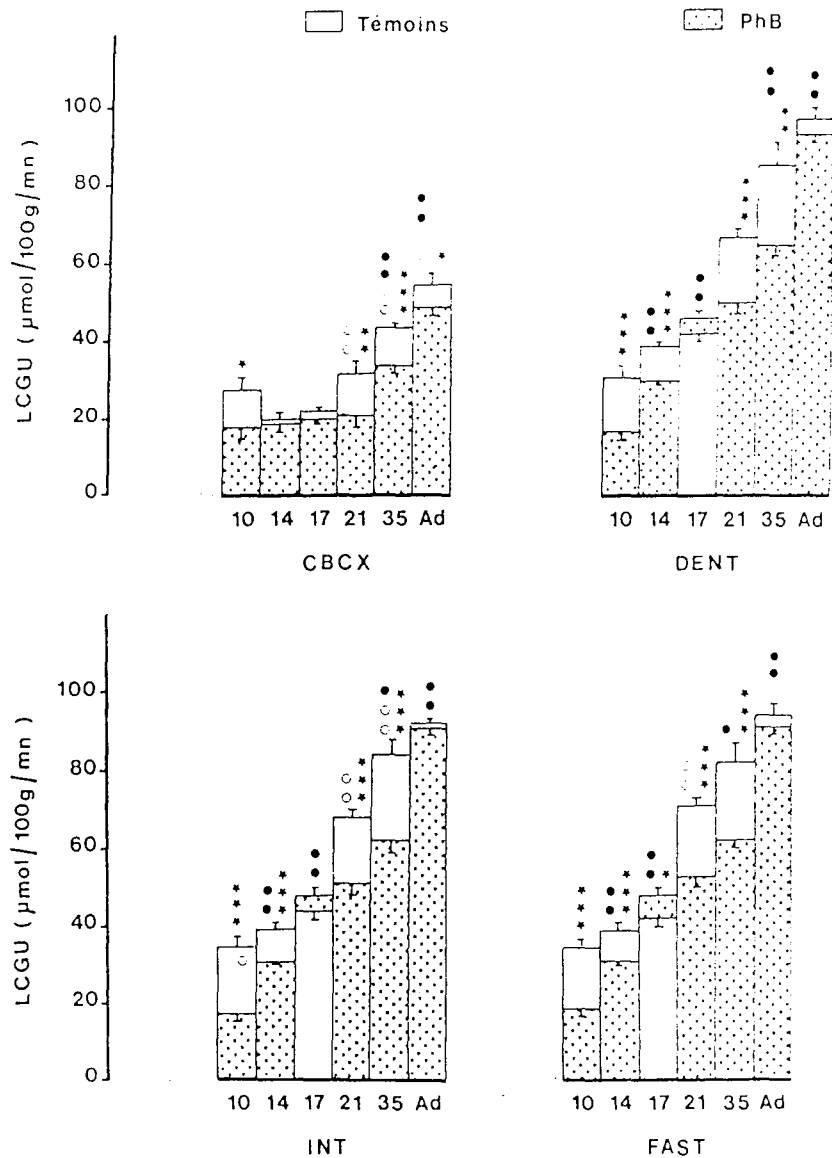 Témoins
PhB
LCGU ( µmol/100g/mn )
100
80
60
40
20
0
10 14 17 21 35 Ad
CBCX
10 14 17 21 35 Ad
DENT
LCGU ( µmol/100g/mn )
100
80
60
40
20
0
10 14 17 21 35 Ad
INT
10 14 17 21 35 Ad
FAST